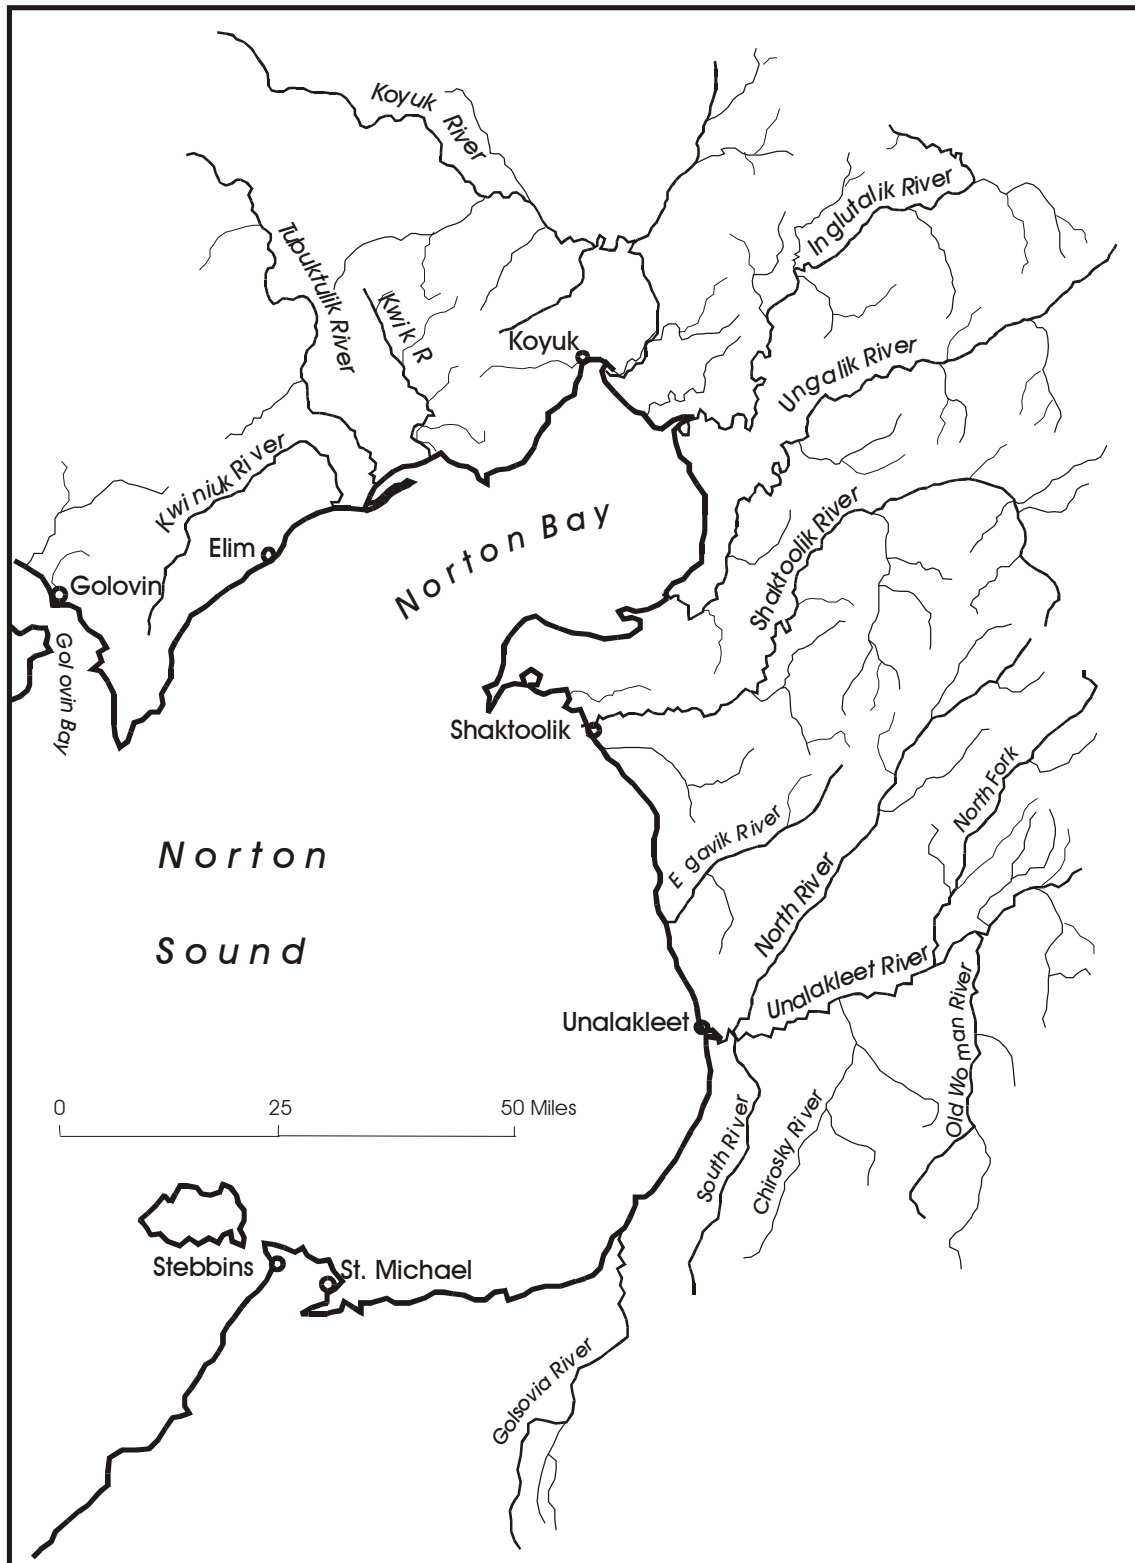 Koyuk River
Inglutalik River
Tubuktulik River
Kwik R
Koyuk
Ungalik River
Kwiniuk River
Norton Bay
Shaktoolik River
Elim
Golovin
Golovin Bay
Shaktoolik
North Fork
Egavik River
Norton
Sound
North River
Unalakleet River
Old Woman River
Unalakleet
0 25 50 Miles
South River
Chirosky River
Stebbins
St. Michael
Golsovia River